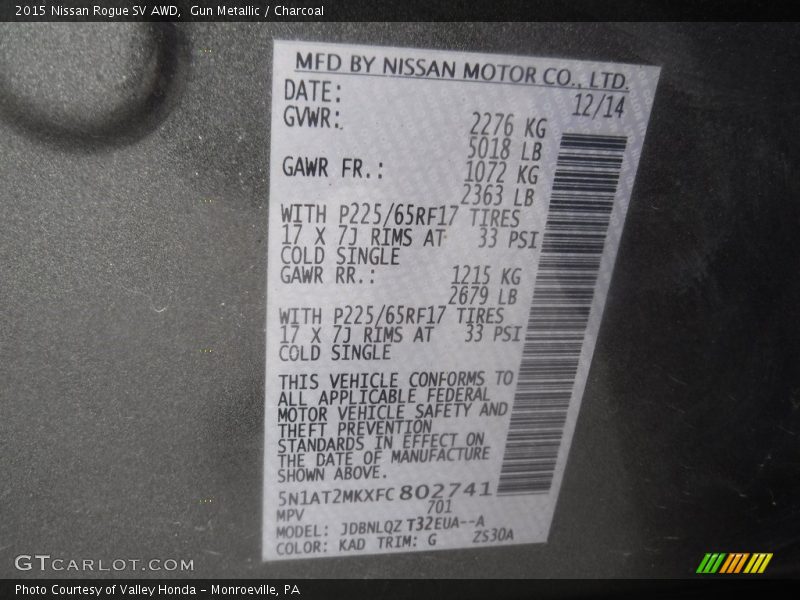 2015 Nissan Rogue SV AWD,  Gun Metallic / Charcoal
MFD BY NISSAN MOTOR CO., LTD.
DATE: 12/14
GVWR: 2276 KG
5018 LB
GAWR FR.: 1072 KG
2363 LB
WITH P225/65RF17 TIRES
17 X 7J RIMS AT 33 PSI
COLD SINGLE
GAWR RR.: 1215 KG
2679 LB
WITH P225/65RF17 TIRES
17 X 7J RIMS AT 33 PSI
COLD SINGLE
THIS VEHICLE CONFORMS TO
ALL APPLICABLE FEDERAL
MOTOR VEHICLE SAFETY AND
THEFT PREVENTION
STANDARDS IN EFFECT ON
THE DATE OF MANUFACTURE
SHOWN ABOVE.
5N1AT2MKXFC802741
MPV 701
MODEL: JDBNLQZ T32EUA--A
COLOR: KAD TRIM: G ZS30A
GTCARLOT.COM
Photo Courtesy of Valley Honda - Monroeville, PA